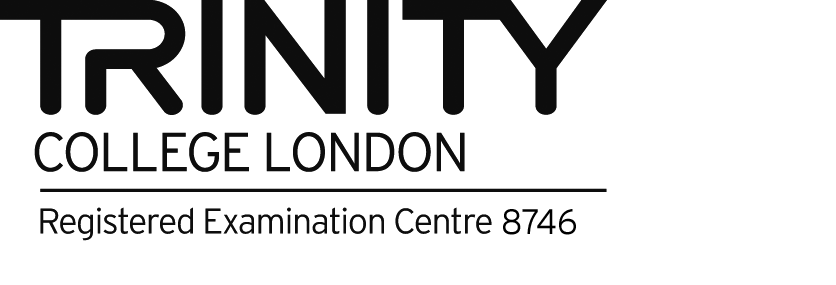 TRINITY
COLLEGE LONDON
Registered Examination Centre 8746